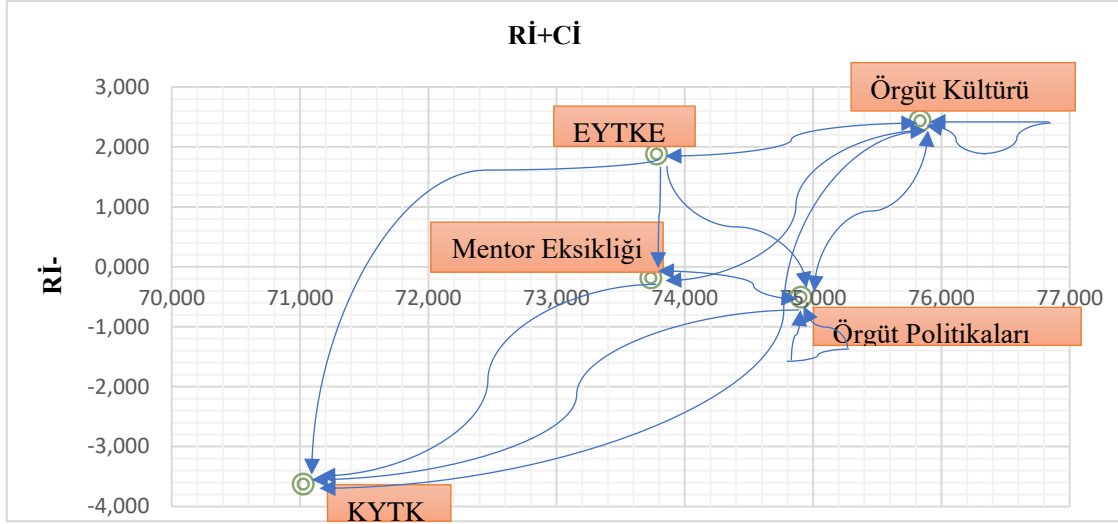 Rİ+Cİ
3,000
Örgüt Kültürü
EYTKE
2,000
1,000
Mentor Eksikliği
0,000
Rİ-
70,000 71,000 72,000 73,000 74,000 75,000 76,000 77,000
-1,000
Örgüt Politikaları
-2,000
-3,000
-4,000
KYTK